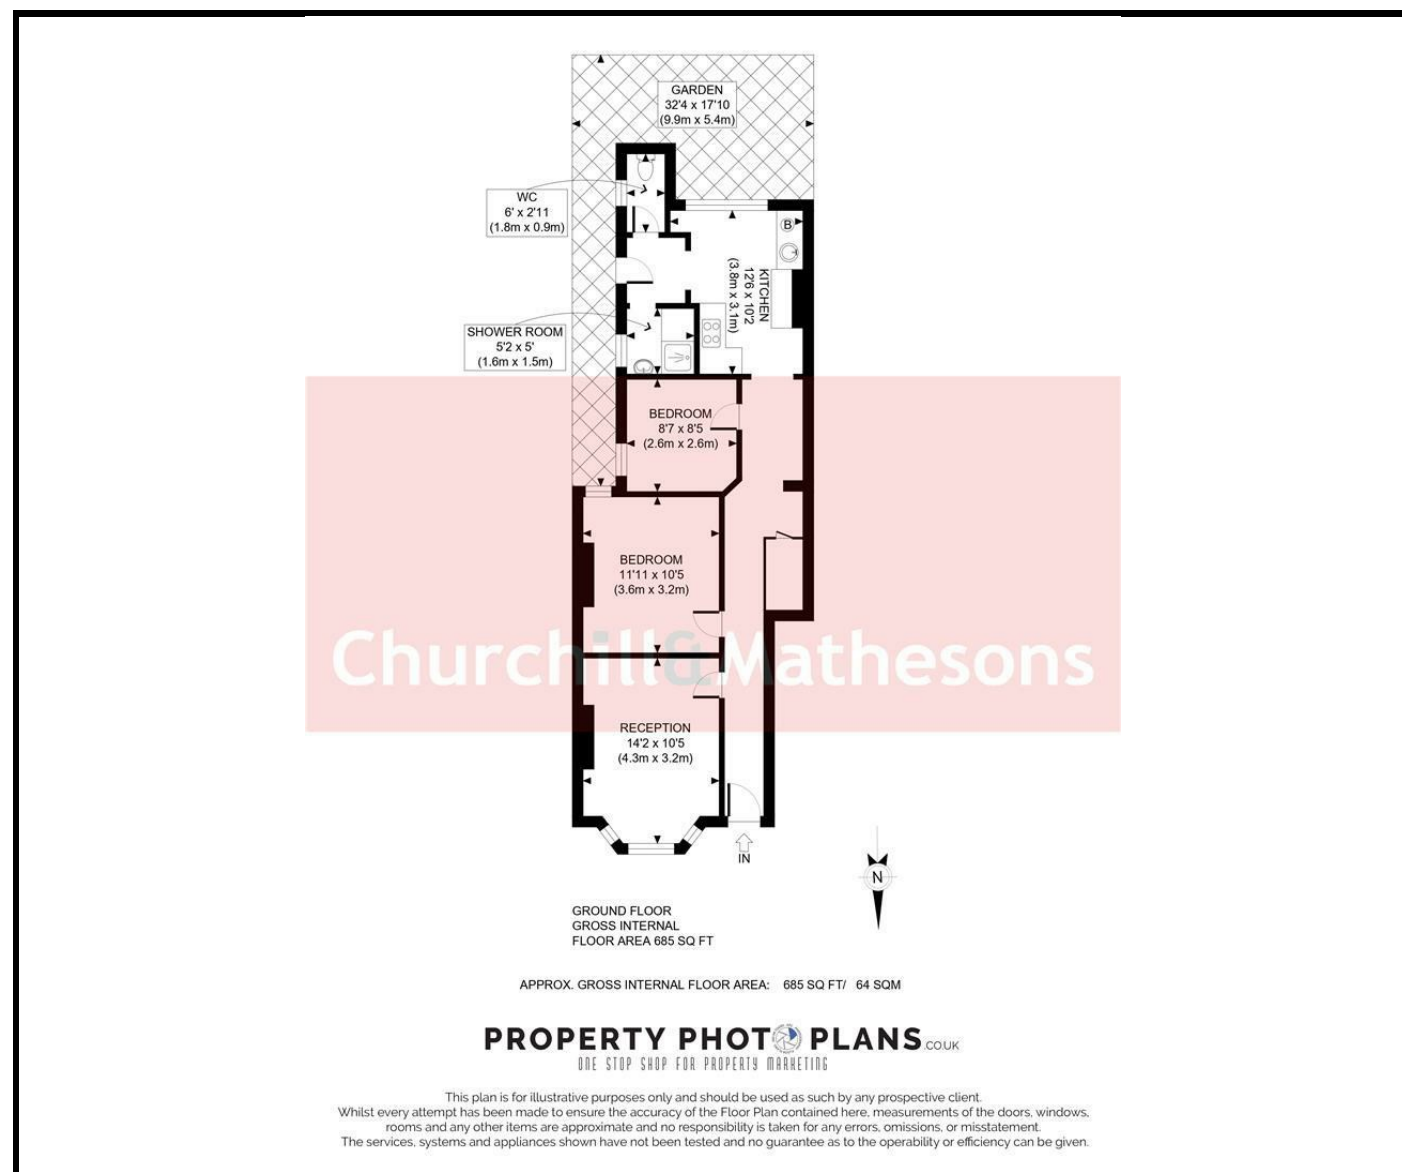 GARDEN
32'4 x 17'10
(9.9m x 5.4m)
WC
6' x 2'11
(1.8m x 0.9m)
B
KITCHEN
12'6 x 10'2
(3.8m x 3.1m)
SHOWER ROOM
5'2 x 5'
(1.6m x 1.5m)
BEDROOM
8'7 x 8'5
(2.6m x 2.6m)
BEDROOM
11'11 x 10'5
(3.6m x 3.2m)
Churchill&Mathesons
RECEPTION
14'2 x 10'5
(4.3m x 3.2m)
IN
N
GROUND FLOOR
GROSS INTERNAL
FLOOR AREA 685 SQ FT
APPROX. GROSS INTERNAL FLOOR AREA: 685 SQ FT/ 64 SQM
PROPERTY PHOTO PLANS.CO.UK
ONE STOP SHOP FOR PROPERTY MARKETING
This plan is for illustrative purposes only and should be used as such by any prospective client.
Whilst every attempt has been made to ensure the accuracy of the Floor Plan contained here, measurements of the doors, windows,
rooms and any other items are approximate and no responsibility is taken for any errors, omissions, or misstatement.
The services, systems and appliances shown have not been tested and no guarantee as to the operability or efficiency can be given.